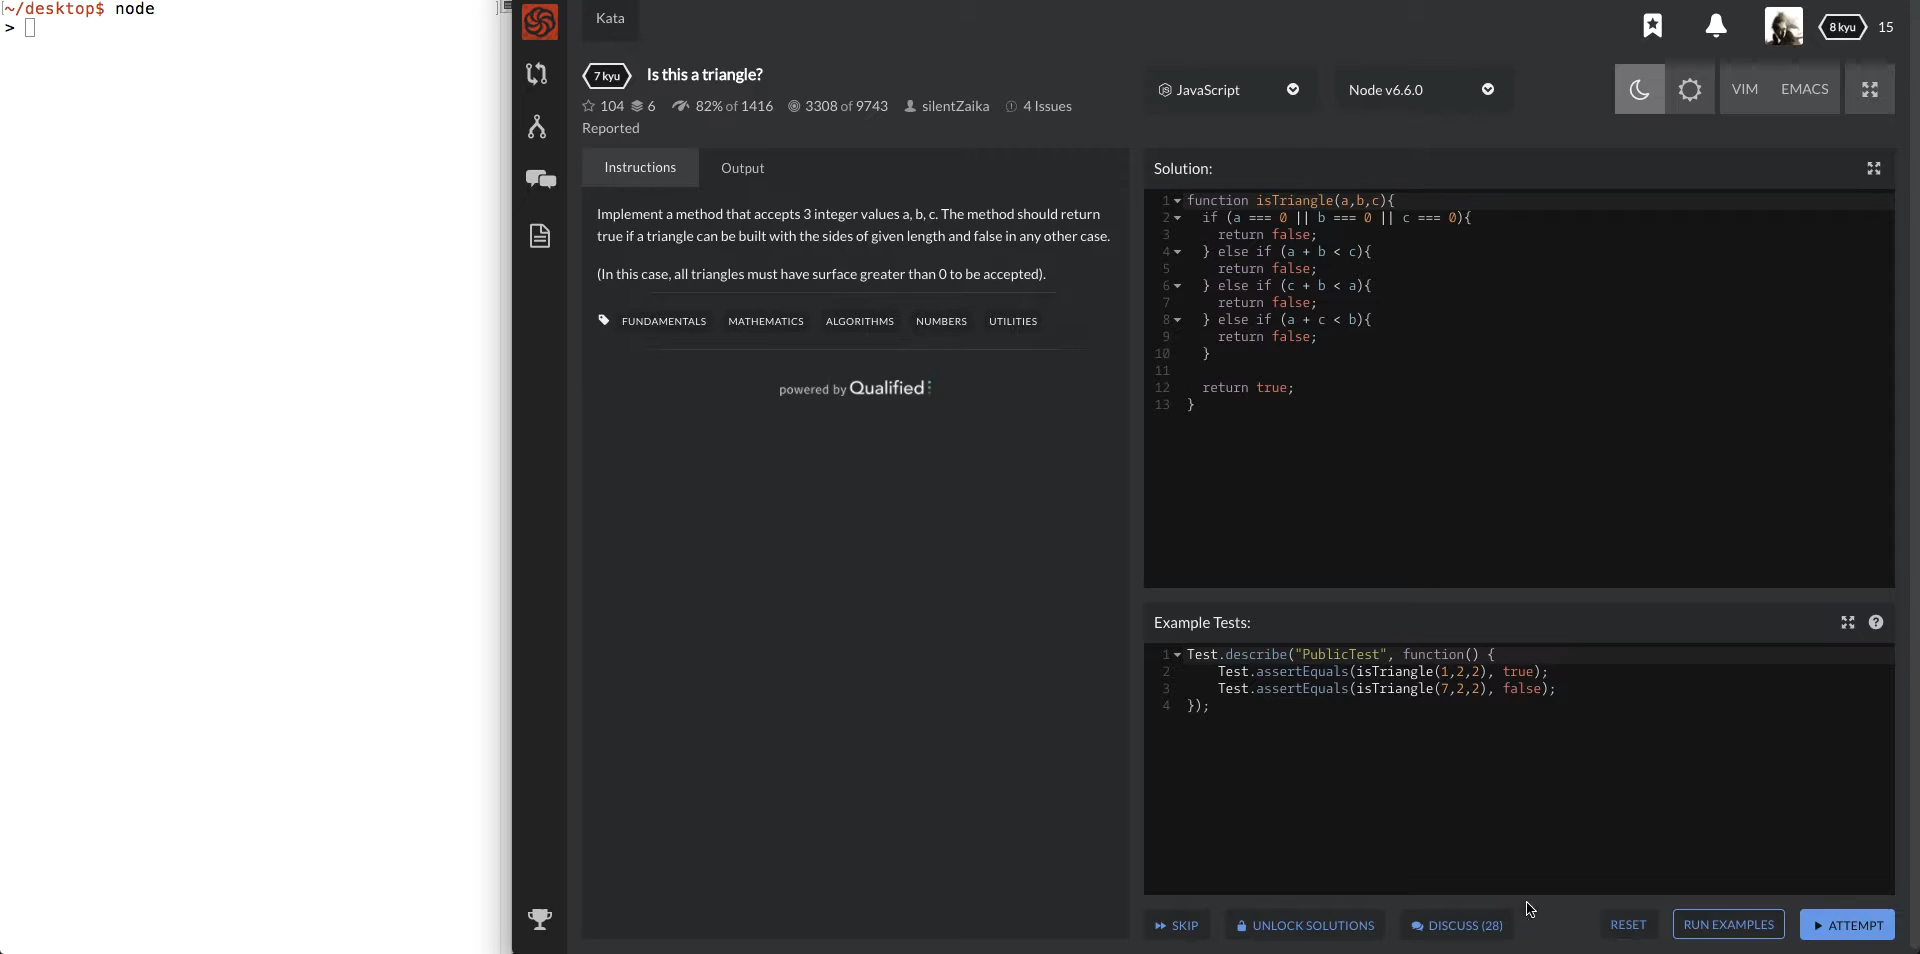 ~/desktop$ node
>
Kata
8 kyu 15
7 kyu Is this a triangle?
104 6 82% of 1416 3308 of 9743 silentZaika 4 Issues
Reported
JavaScript
Node v6.6.0
VIM EMACS
Instructions Output
Implement a method that accepts 3 integer values a, b, c. The method should return
true if a triangle can be built with the sides of given length and false in any other case.
(In this case, all triangles must have surface greater than 0 to be accepted).
FUNDAMENTALS MATHEMATICS ALGORITHMS NUMBERS UTILITIES
powered by Qualified
Solution:
1 function isTriangle(a,b,c){
2 if (a === 0 || b === 0 || c === 0){
3 return false;
4 } else if (a + b < c){
5 return false;
6 } else if (c + b < a){
7 return false;
8 } else if (a + c < b){
9 return false;
10 }
11
12 return true;
13 }
Example Tests:
1 Test.describe("PublicTest", function() {
2 Test.assertEquals(isTriangle(1,2,2), true);
3 Test.assertEquals(isTriangle(7,2,2), false);
4 });
SKIP UNLOCK SOLUTIONS DISCUSS (28) RESET RUN EXAMPLES ATTEMPT